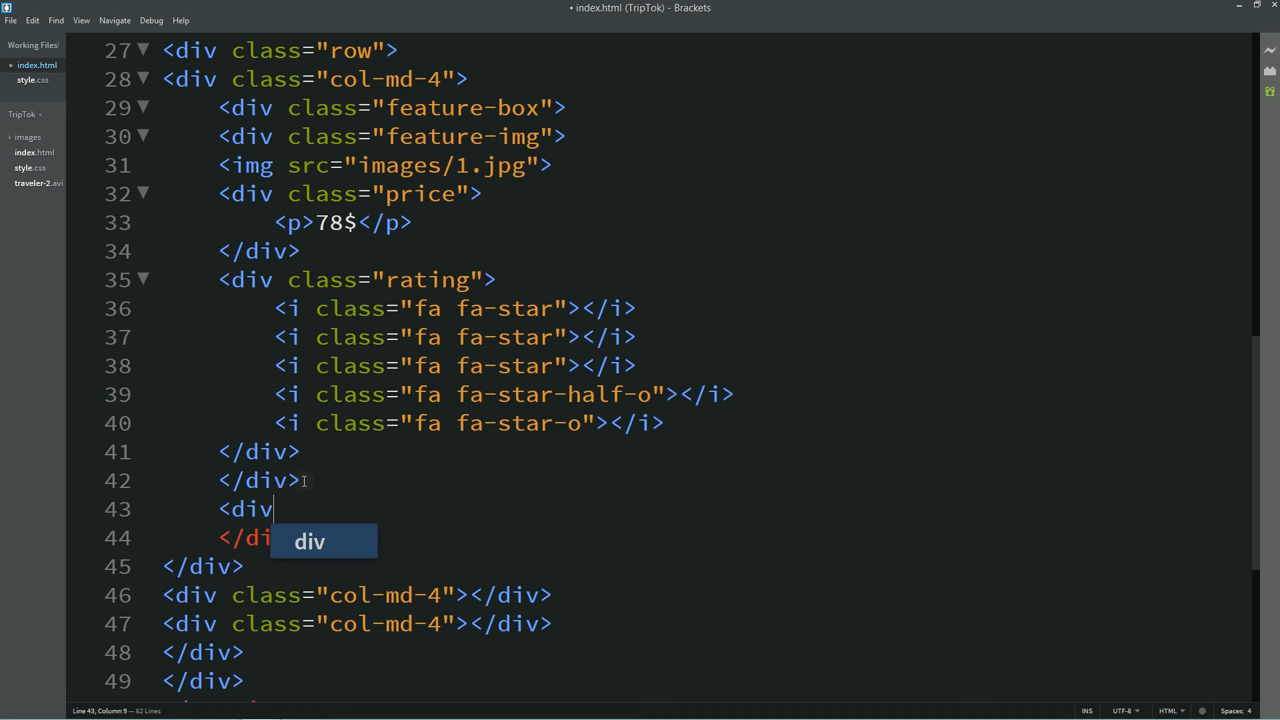 • index.html (TripTok) - Brackets
File Edit Find View Navigate Debug Help
Working Files
• index.html
style.css
TripTok
images
index.html
style.css
traveler-2.avi
27 <div class="row">
28 <div class="col-md-4">
29 <div class="feature-box">
30 <div class="feature-img">
31 <img src="images/1.jpg">
32 <div class="price">
33 <p>78$</p>
34 </div>
35 <div class="rating">
36 <i class="fa fa-star"></i>
37 <i class="fa fa-star"></i>
38 <i class="fa fa-star"></i>
39 <i class="fa fa-star-half-o"></i>
40 <i class="fa fa-star-o"></i>
41 </div>
42 </div>
43 <div
44 </di
div
45 </div>
46 <div class="col-md-4"></div>
47 <div class="col-md-4"></div>
48 </div>
49 </div>
Line 43, Column 9 — 62 Lines
INS UTF-8 HTML Spaces: 4